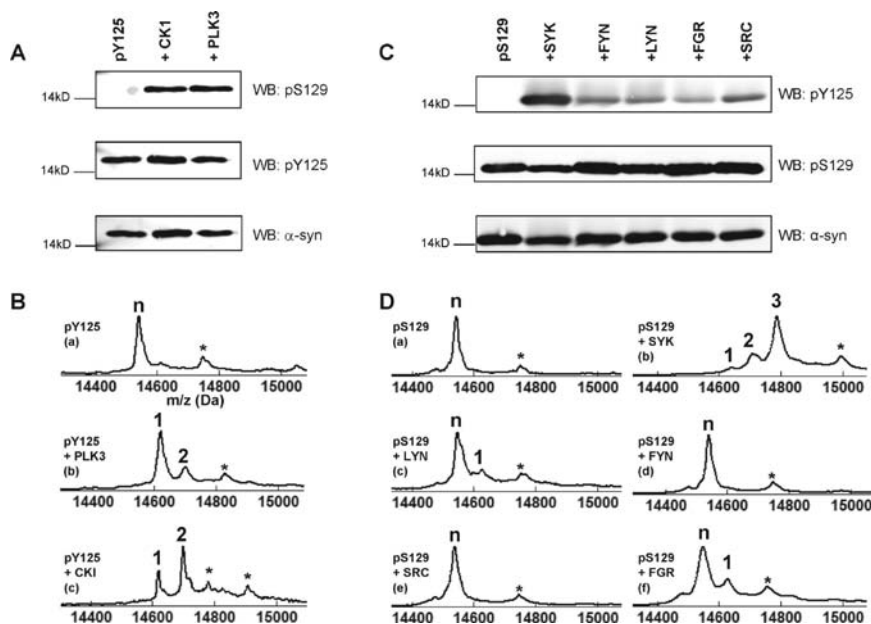 A
pY125
+ CK1
+ PLK3
14kD
WB: pS129
WB: pY125
14kD
WB: α-syn
C
pS129
+SYK
+FYN
+LYN
+FGR
+SRC
14kD
WB: pY125
WB: pS129
14kD
WB: α-syn
B
pY125
(a)
n
*
14400 14600 14800 15000
m/z (Da)
pY125
+ PLK3
(b)
1
2
*
14400 14600 14800 15000
pY125
+ CKI
(c)
1
2
*
*
14400 14600 14800 15000
D
pS129
(a)
n
*
14400 14600 14800 15000
pS129
+ SYK
(b)
1
2
3
*
14400 14600 14800 15000
pS129
+ LYN
(c)
n
1
*
14400 14600 14800 15000
pS129
+ FYN
(d)
n
*
14400 14600 14800 15000
pS129
+ SRC
(e)
n
*
14400 14600 14800 15000
pS129
+ FGR
(f)
n
1
*
14400 14600 14800 15000